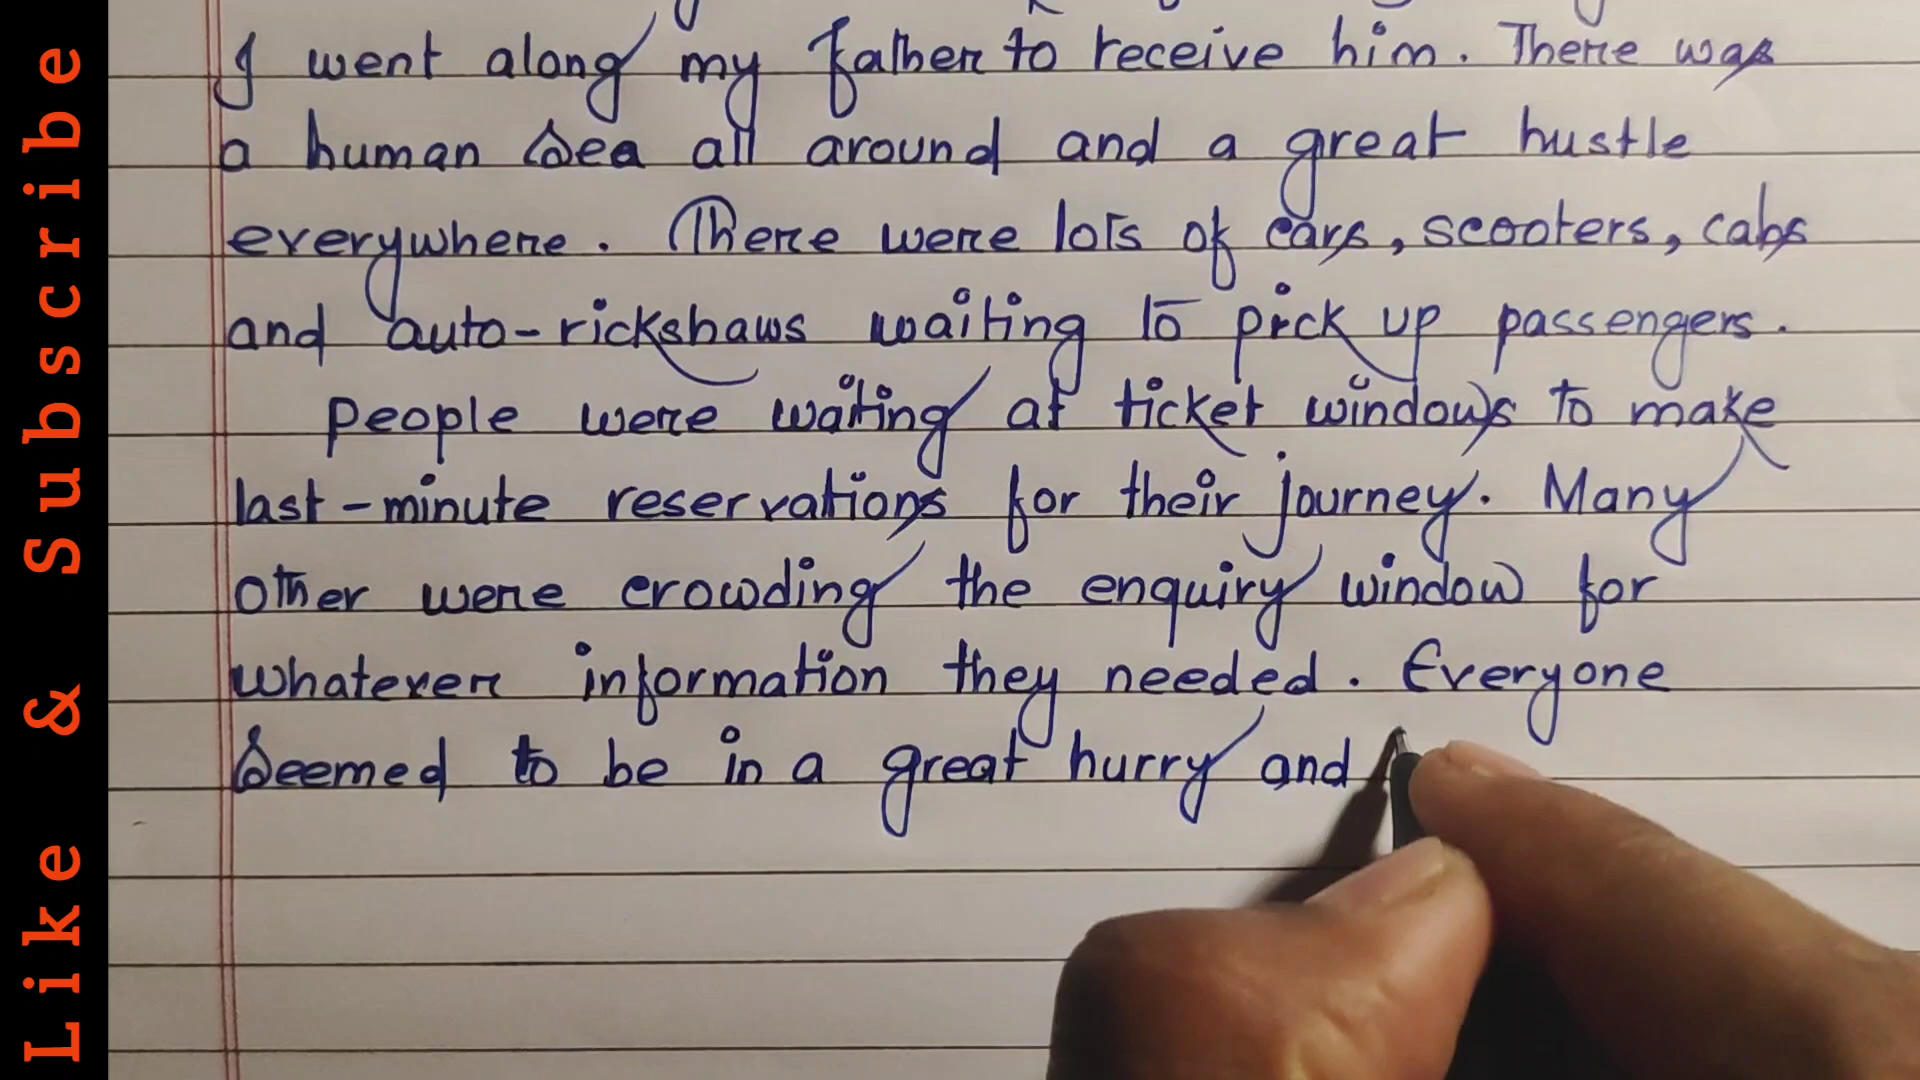 Like & Subscribe
I went along my father to receive him. There was
a human sea all around and a great hustle
everywhere. There were lots of cars, scooters, cabs
and auto-rickshaws waiting to pick up passengers.
People were waiting at ticket windows to make
last-minute reservations for their journey. Many
other were crowding the enquiry window for
whatever information they needed. Everyone
seemed to be in a great hurry and